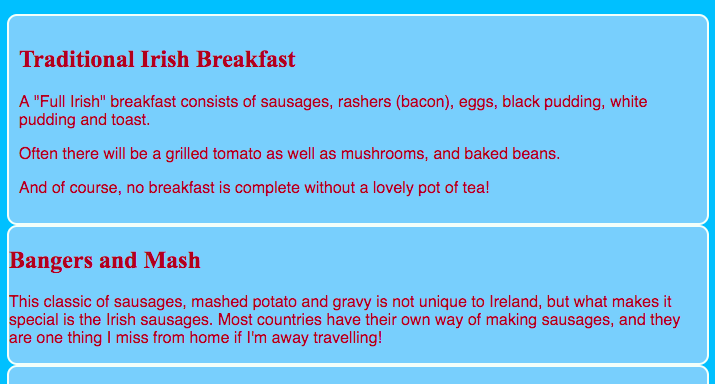 Traditional Irish Breakfast
A "Full Irish" breakfast consists of sausages, rashers (bacon), eggs, black pudding, white
pudding and toast.
Often there will be a grilled tomato as well as mushrooms, and baked beans.
And of course, no breakfast is complete without a lovely pot of tea!
Bangers and Mash
This classic of sausages, mashed potato and gravy is not unique to Ireland, but what makes it
special is the Irish sausages. Most countries have their own way of making sausages, and they
are one thing I miss from home if I'm away travelling!